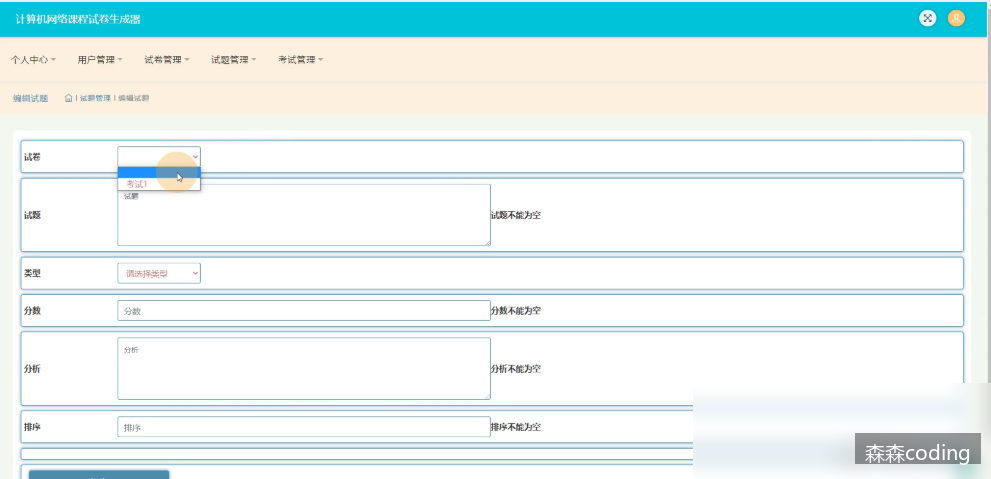 计算机网络课程试卷生成器
个人中心 用户管理 试卷管理 试题管理 考试管理
编辑试题 | 试题管理 | 编辑试题
试卷
考试1
试题
试题 试题不能为空
类型 请选择类型
分数 分数 分数不能为空
分析
分析 分析不能为空
排序 排序 排序不能为空
森森coding